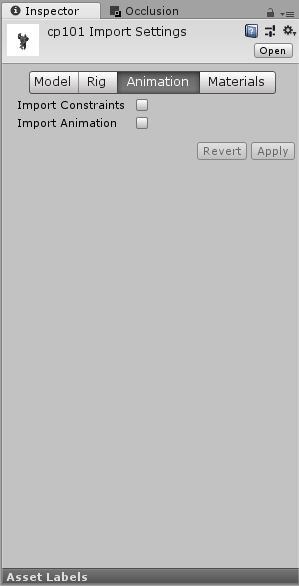 Inspector Occlusion
cp101 Import Settings
Open
Model Rig Animation Materials
Import Constraints
Import Animation
Revert Apply
Asset Labels